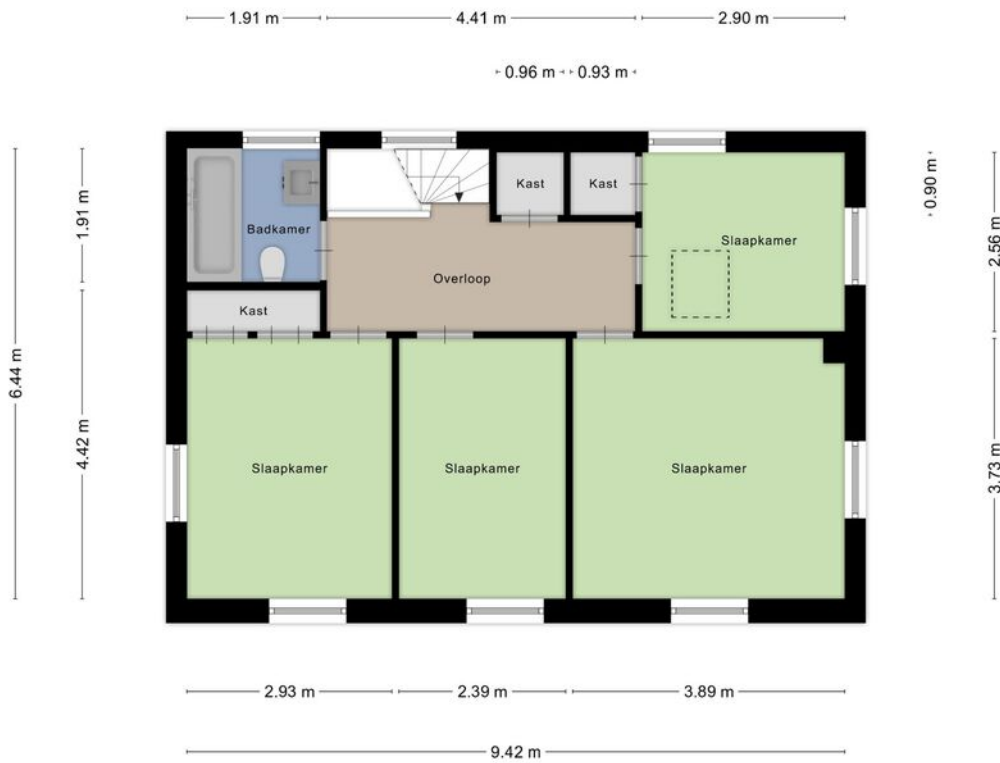 1.91 m 4.41 m 2.90 m
0.96 m 0.93 m
Kast Kast
Badkamer
Slaapkamer
Overloop
Kast
Slaapkamer Slaapkamer Slaapkamer
6.44 m
1.91 m
4.42 m
0.90 m
2.56 m
3.73 m
2.93 m 2.39 m 3.89 m
9.42 m